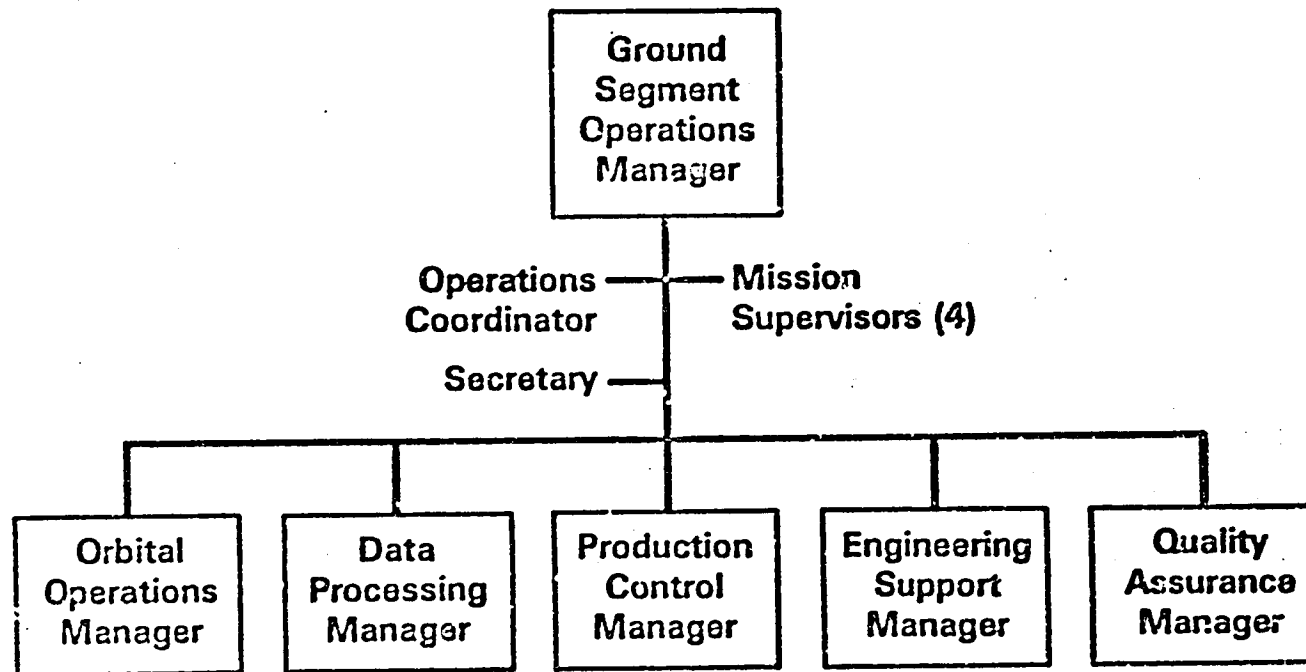 Ground
Segment
Operations
Manager
Operations
Coordinator
Mission
Supervisors (4)
Secretary
Orbital
Operations
Manager
Data
Processing
Manager
Production
Control
Manager
Engineering
Support
Manager
Quality
Assurance
Manager